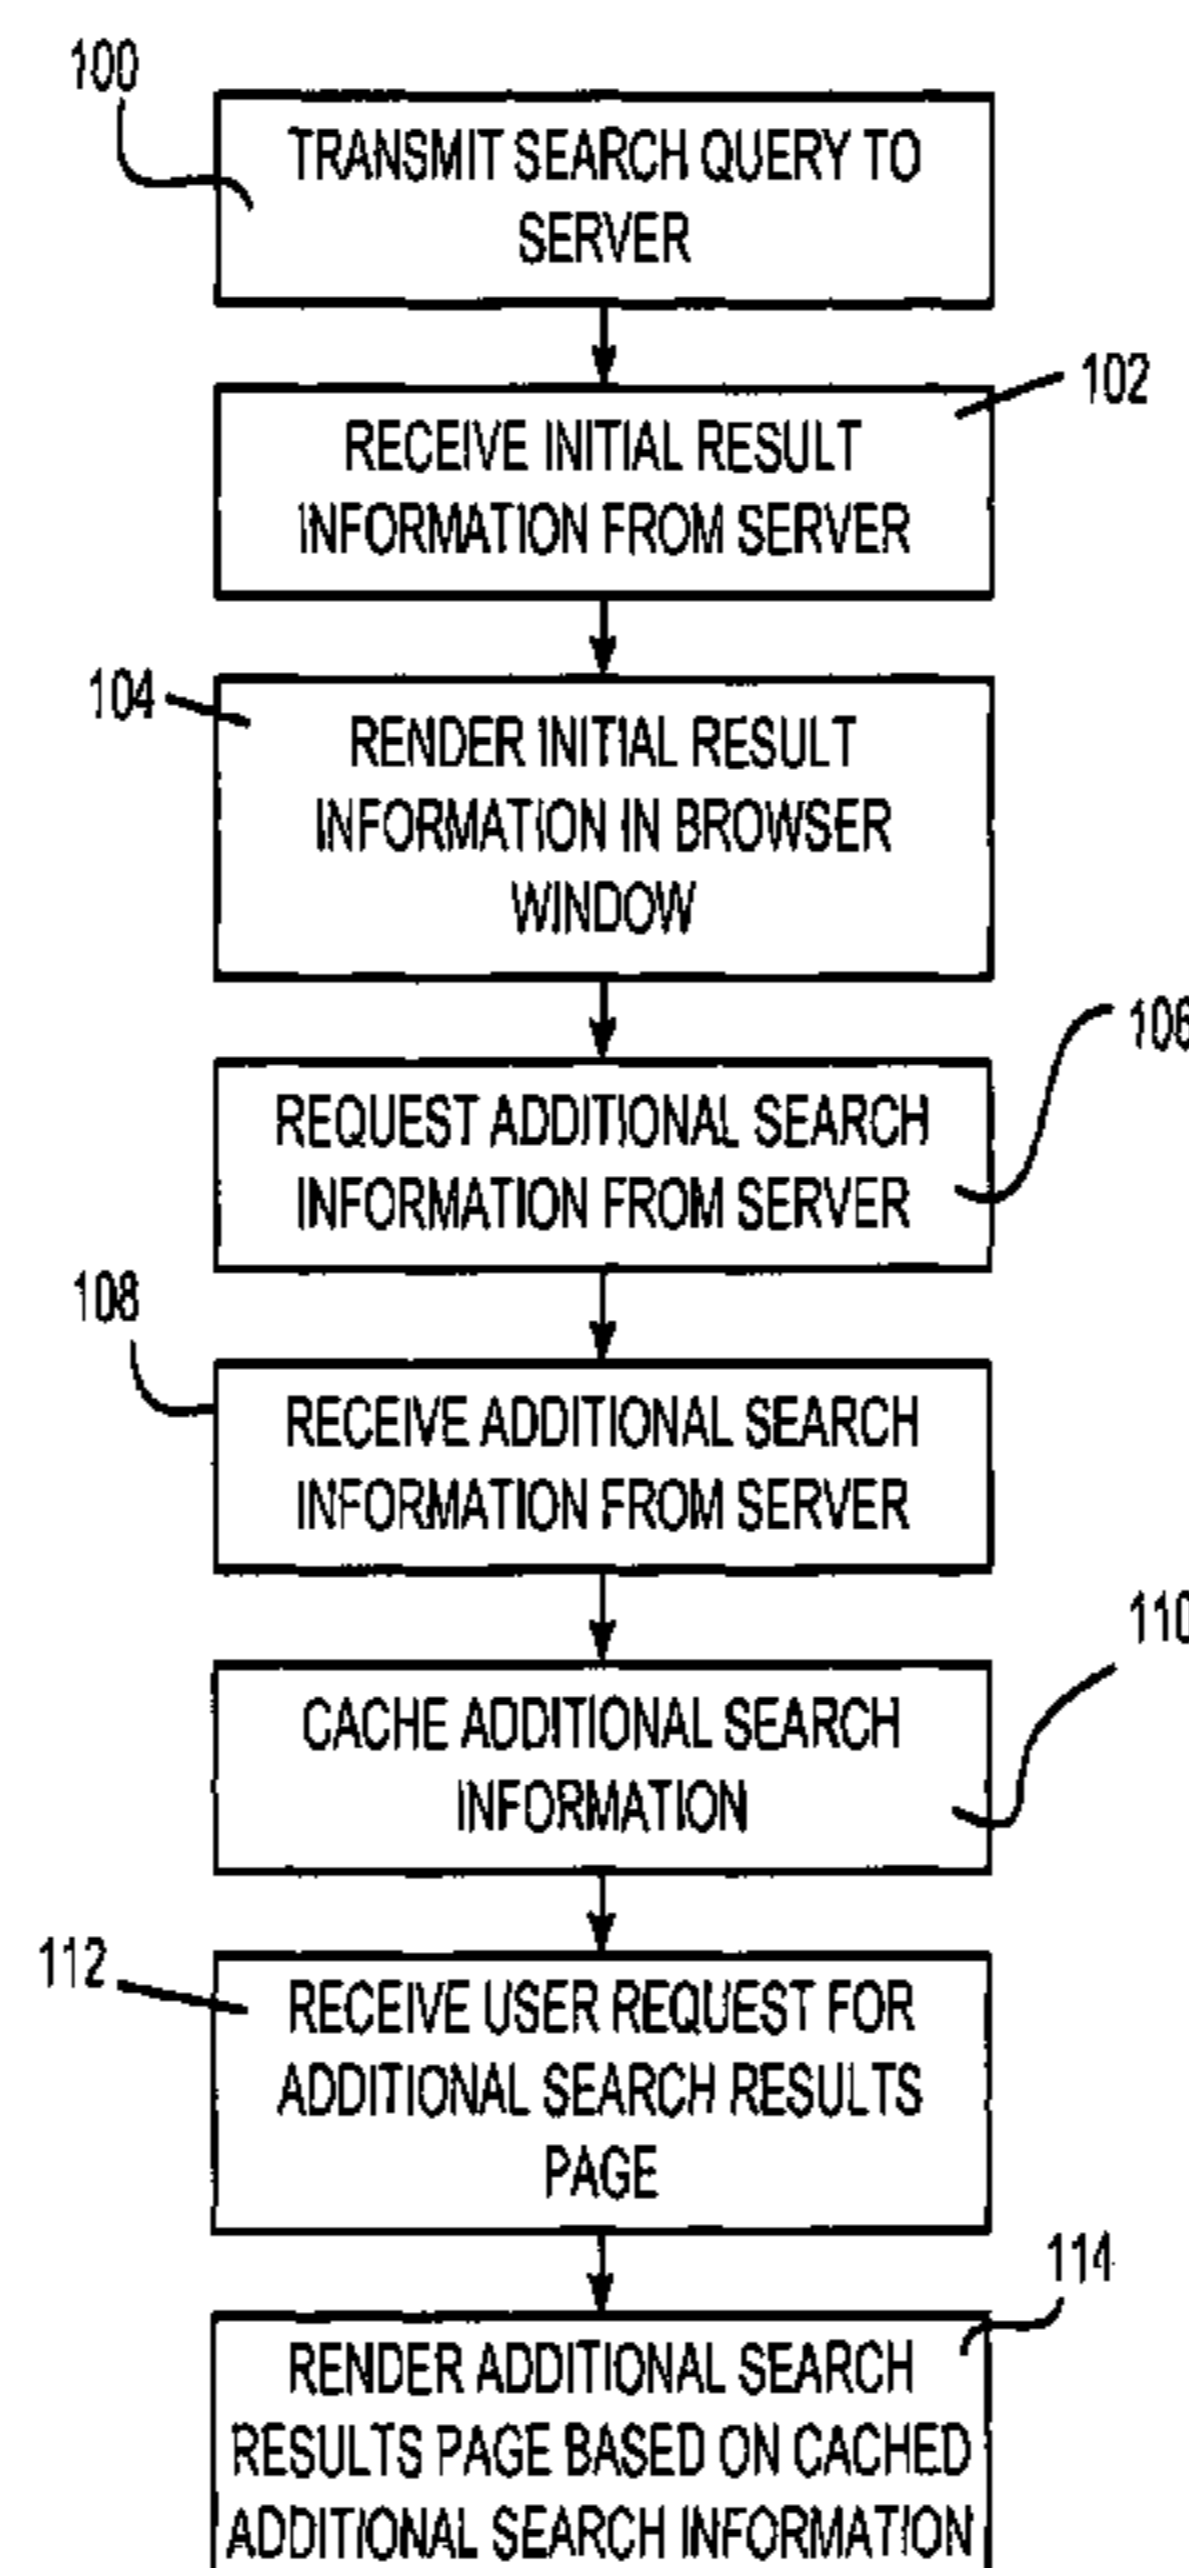 100
TRANSMIT SEARCH QUERY TO
SERVER
102
RECEIVE INITIAL RESULT
INFORMATION FROM SERVER
104
RENDER INITIAL RESULT
INFORMATION IN BROWSER
WINDOW
106
REQUEST ADDITIONAL SEARCH
INFORMATION FROM SERVER
108
RECEIVE ADDITIONAL SEARCH
INFORMATION FROM SERVER
110
CACHE ADDITIONAL SEARCH
INFORMATION
112
RECEIVE USER REQUEST FOR
ADDITIONAL SEARCH RESULTS
PAGE
114
RENDER ADDITIONAL SEARCH
RESULTS PAGE BASED ON CACHED
ADDITIONAL SEARCH INFORMATION